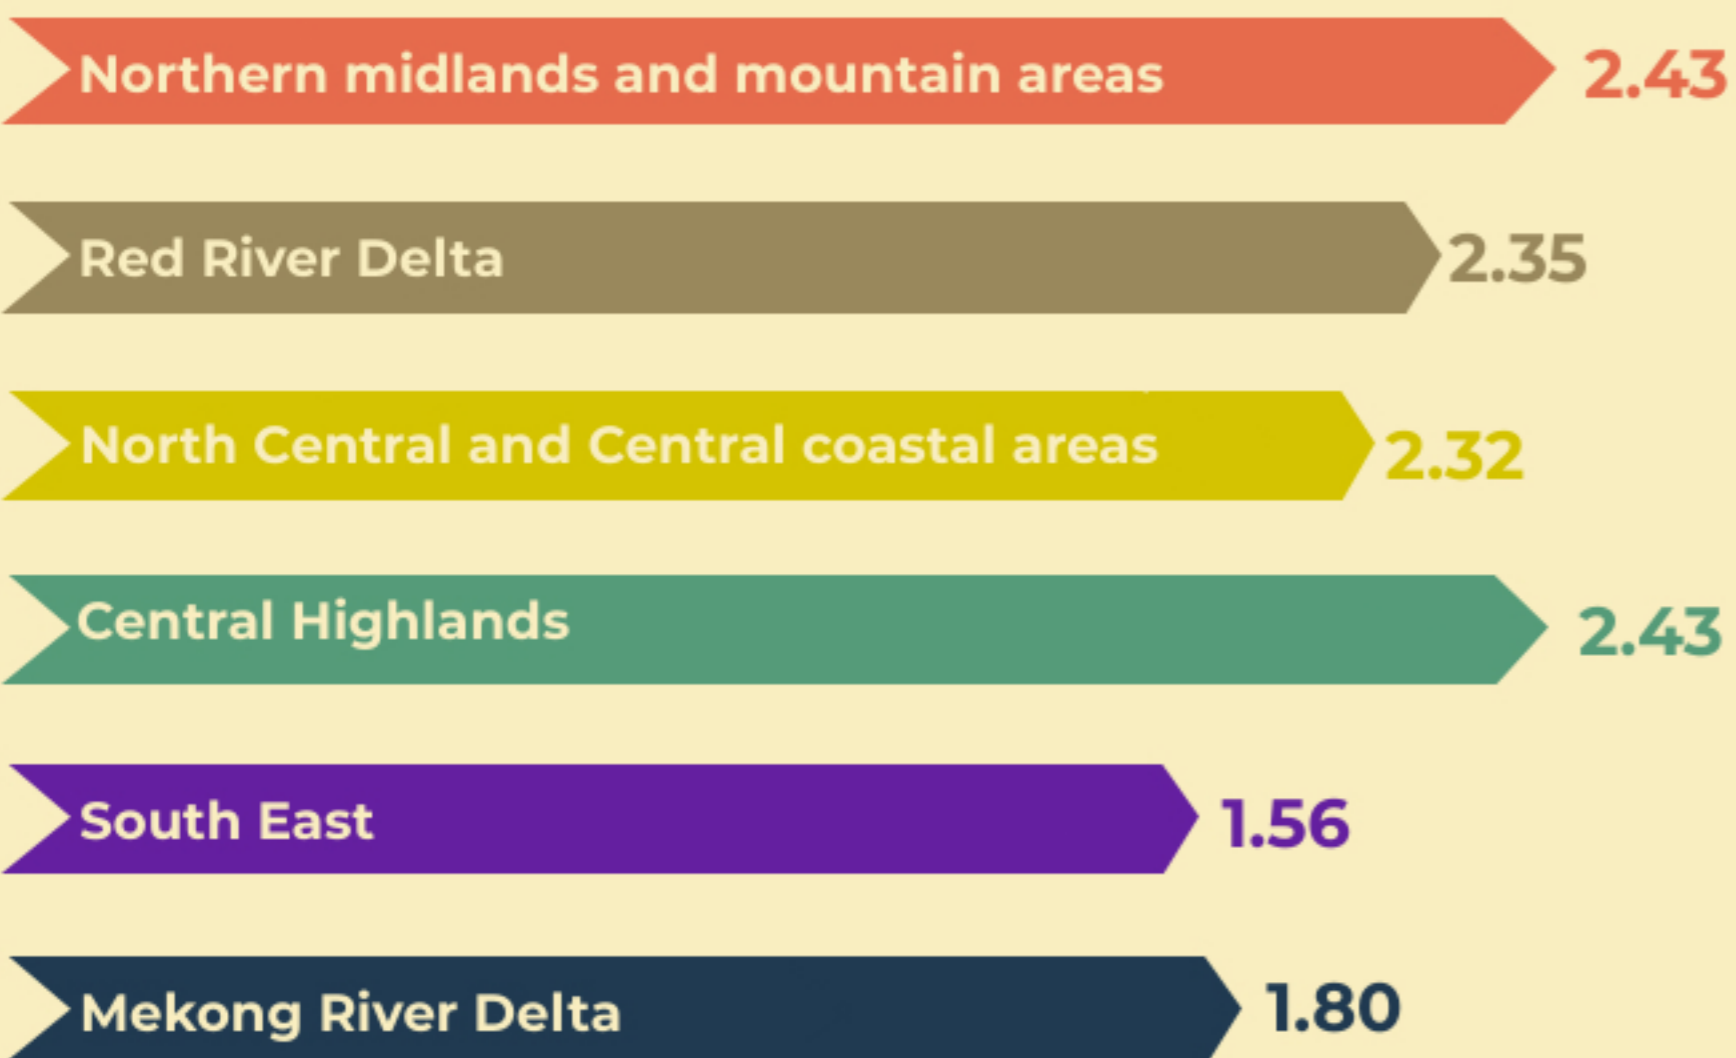 Northern midlands and mountain areas 2.43
Red River Delta 2.35
North Central and Central coastal areas 2.32
Central Highlands 2.43
South East 1.56
Mekong River Delta 1.80